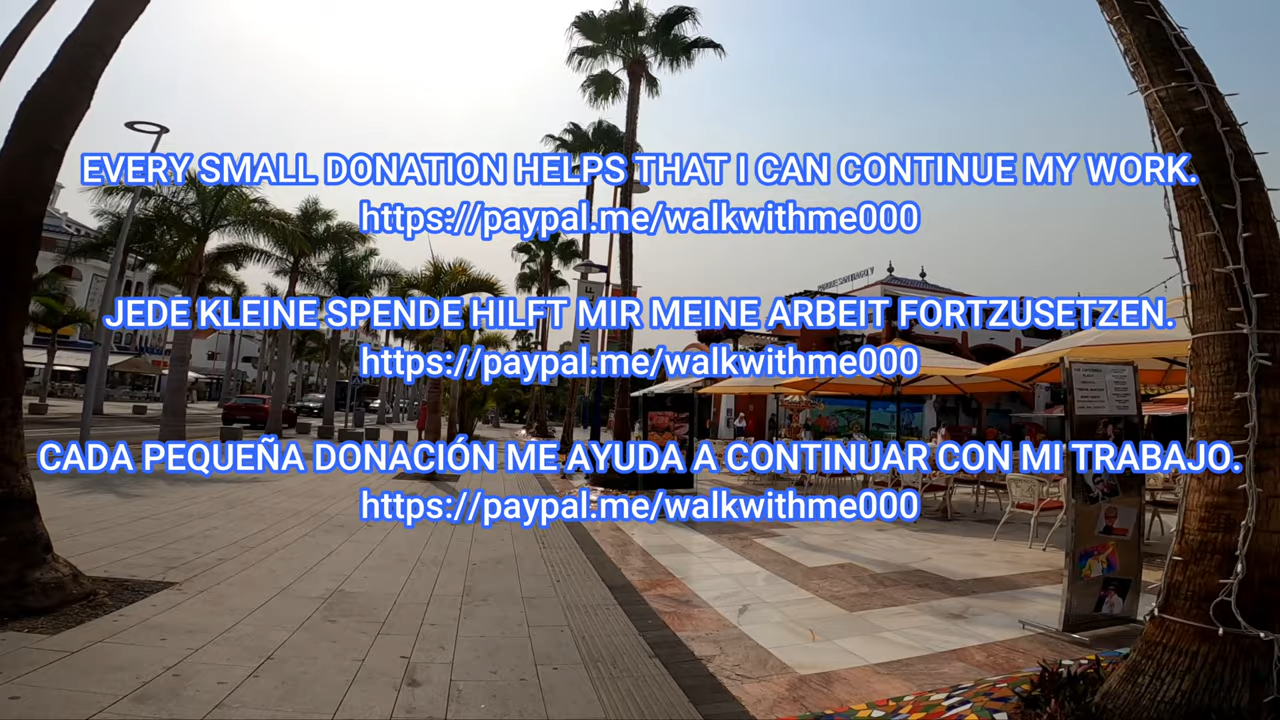 EVERY SMALL DONATION HELPS THAT I CAN CONTINUE MY WORK.
https://paypal.me/walkwithme000
JEDE KLEINE SPENDE HILFT MIR MEINE ARBEIT FORTZUSETZEN.
https://paypal.me/walkwithme000
CADA PEQUEÑA DONACIÓN ME AYUDA A CONTINUAR CON MI TRABAJO.
https://paypal.me/walkwithme000
PARQUE SANTIAGO V